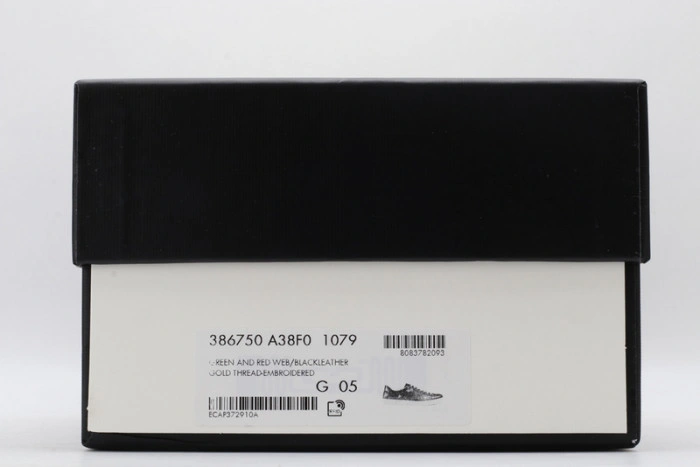 386750 A38F0 1079
8083782093
GREEN AND RED WEB/BLACKLEATHER
GOLD THREAD-EMBROIDERED
G 05
ECAP372910A